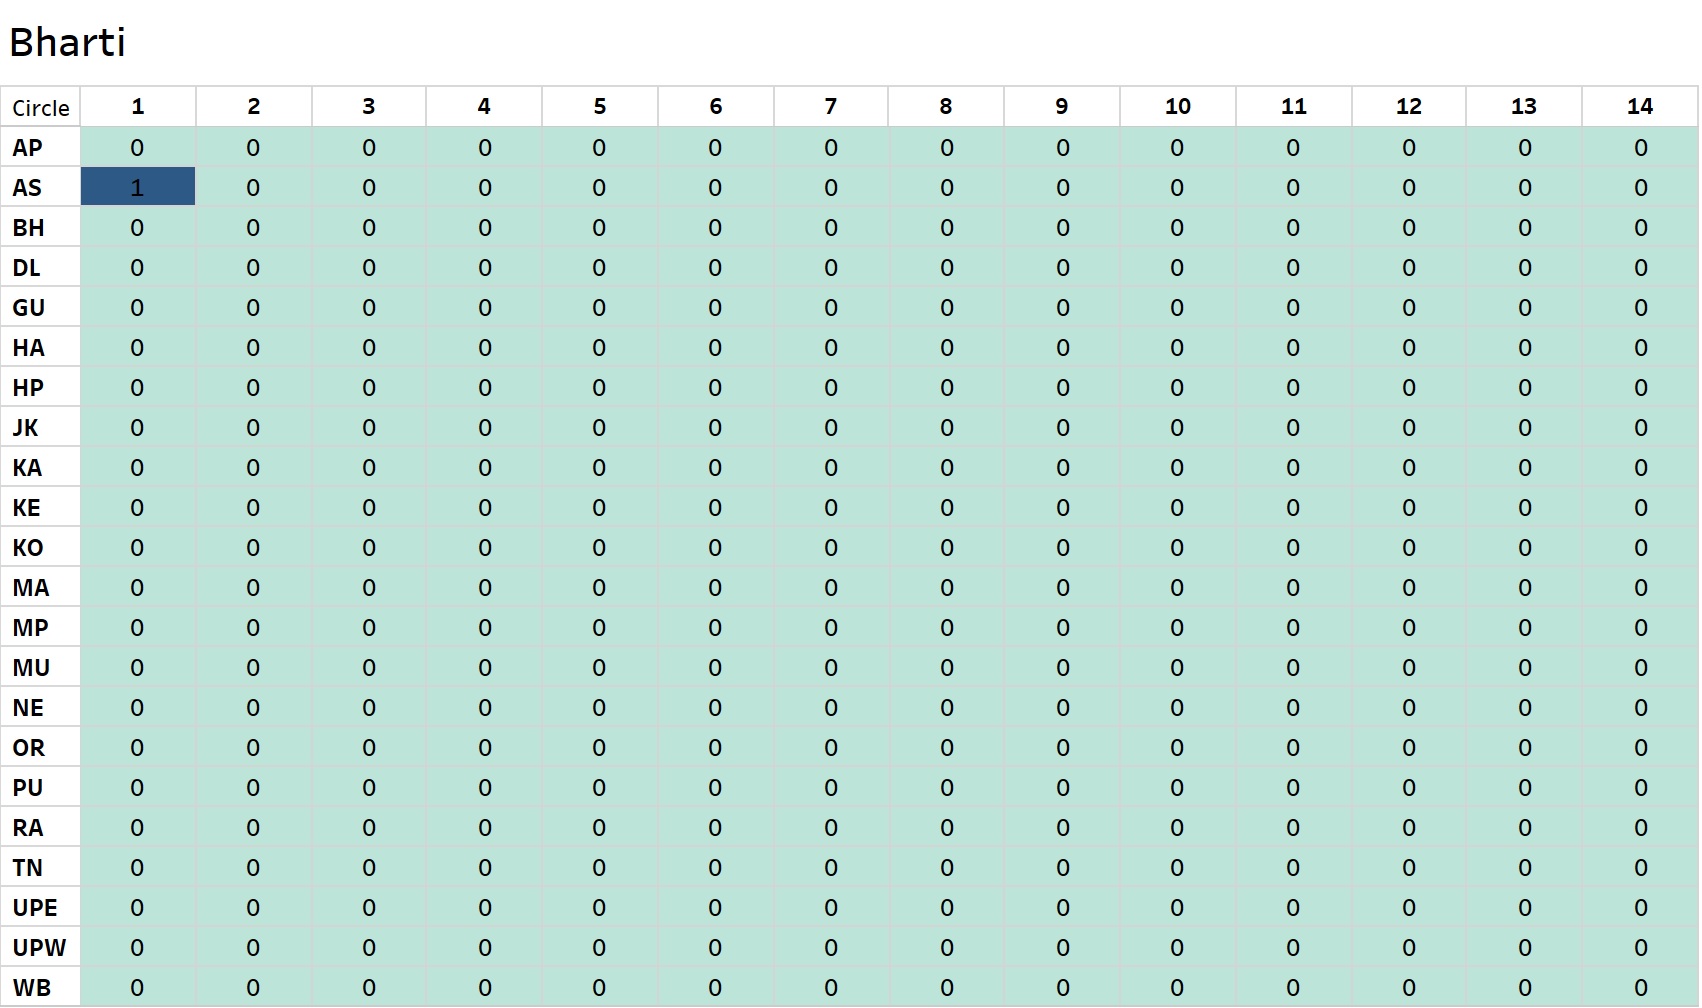 Bharti
Circle 1 2 3 4 5 6 7 8 9 10 11 12 13 14
AP 0 0 0 0 0 0 0 0 0 0 0 0 0 0
AS 1 0 0 0 0 0 0 0 0 0 0 0 0 0
BH 0 0 0 0 0 0 0 0 0 0 0 0 0 0
DL 0 0 0 0 0 0 0 0 0 0 0 0 0 0
GU 0 0 0 0 0 0 0 0 0 0 0 0 0 0
HA 0 0 0 0 0 0 0 0 0 0 0 0 0 0
HP 0 0 0 0 0 0 0 0 0 0 0 0 0 0
JK 0 0 0 0 0 0 0 0 0 0 0 0 0 0
KA 0 0 0 0 0 0 0 0 0 0 0 0 0 0
KE 0 0 0 0 0 0 0 0 0 0 0 0 0 0
KO 0 0 0 0 0 0 0 0 0 0 0 0 0 0
MA 0 0 0 0 0 0 0 0 0 0 0 0 0 0
MP 0 0 0 0 0 0 0 0 0 0 0 0 0 0
MU 0 0 0 0 0 0 0 0 0 0 0 0 0 0
NE 0 0 0 0 0 0 0 0 0 0 0 0 0 0
OR 0 0 0 0 0 0 0 0 0 0 0 0 0 0
PU 0 0 0 0 0 0 0 0 0 0 0 0 0 0
RA 0 0 0 0 0 0 0 0 0 0 0 0 0 0
TN 0 0 0 0 0 0 0 0 0 0 0 0 0 0
UPE 0 0 0 0 0 0 0 0 0 0 0 0 0 0
UPW 0 0 0 0 0 0 0 0 0 0 0 0 0 0
WB 0 0 0 0 0 0 0 0 0 0 0 0 0 0